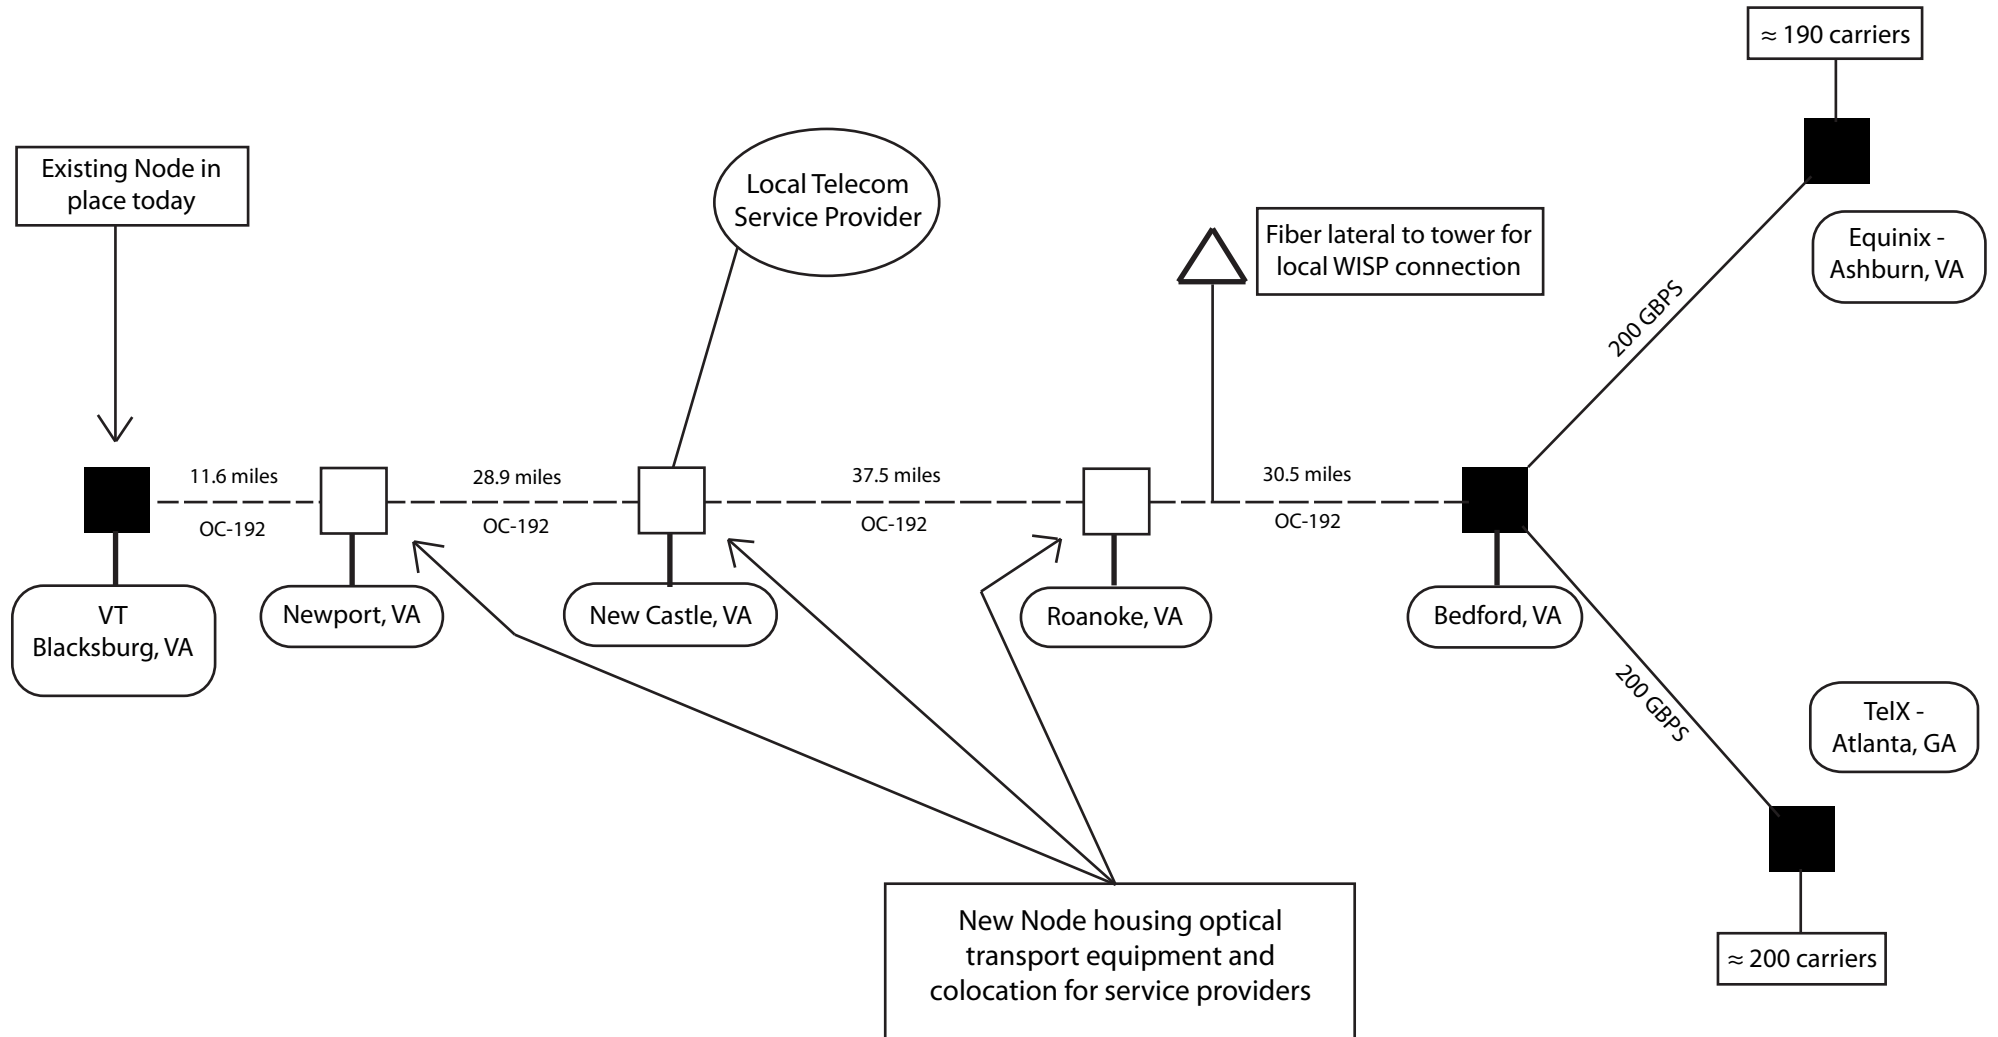 ≈ 190 carriers
Existing Node in
place today
Local Telecom
Service Provider
Fiber lateral to tower for
local WISP connection
Equinix -
Ashburn, VA
200 GBPS
11.6 miles
28.9 miles
37.5 miles
30.5 miles
OC-192
OC-192
OC-192
OC-192
VT
Blacksburg, VA
Newport, VA
New Castle, VA
Roanoke, VA
Bedford, VA
200 GBPS
TelX -
Atlanta, GA
New Node housing optical
transport equipment and
colocation for service providers
≈ 200 carriers